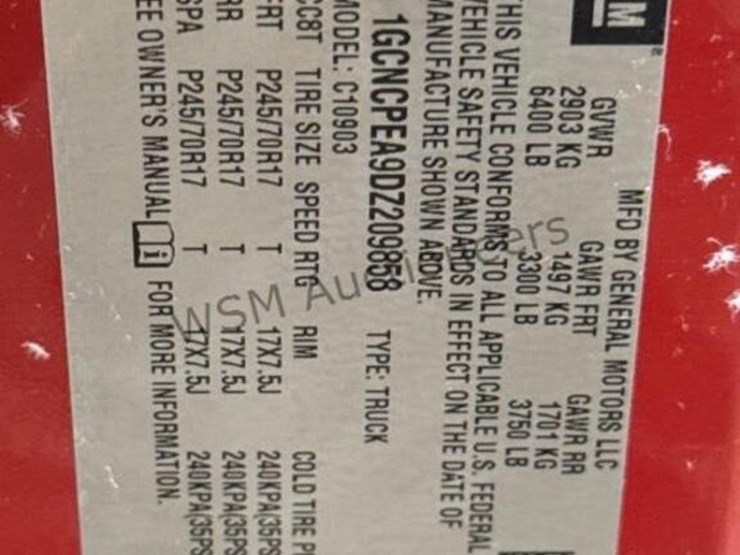 GM
MFD BY GENERAL MOTORS LLC
GVWR GAWR FRT GAWR RR
2903 KG 1497 KG 1701 KG
6400 LB 3300 LB 3750 LB
THIS VEHICLE CONFORMS TO ALL APPLICABLE U.S. FEDERAL
VEHICLE SAFETY STANDARDS IN EFFECT ON THE DATE OF
MANUFACTURE SHOWN ABOVE.
1GCNCPEA9DZ209858 TYPE: TRUCK
MODEL: C10903
CC8T TIRE SIZE SPEED RTG RIM COLD TIRE P
FRT P245/70R17 T 17X7.5J 240KPA(35PS
RR P245/70R17 T 17X7.5J 240KPA(35PS
SPA P245/70R17 T 17X7.5J 240KPA(35PS
EE OWNER'S MANUAL FOR MORE INFORMATION.
WSM Auctioneers